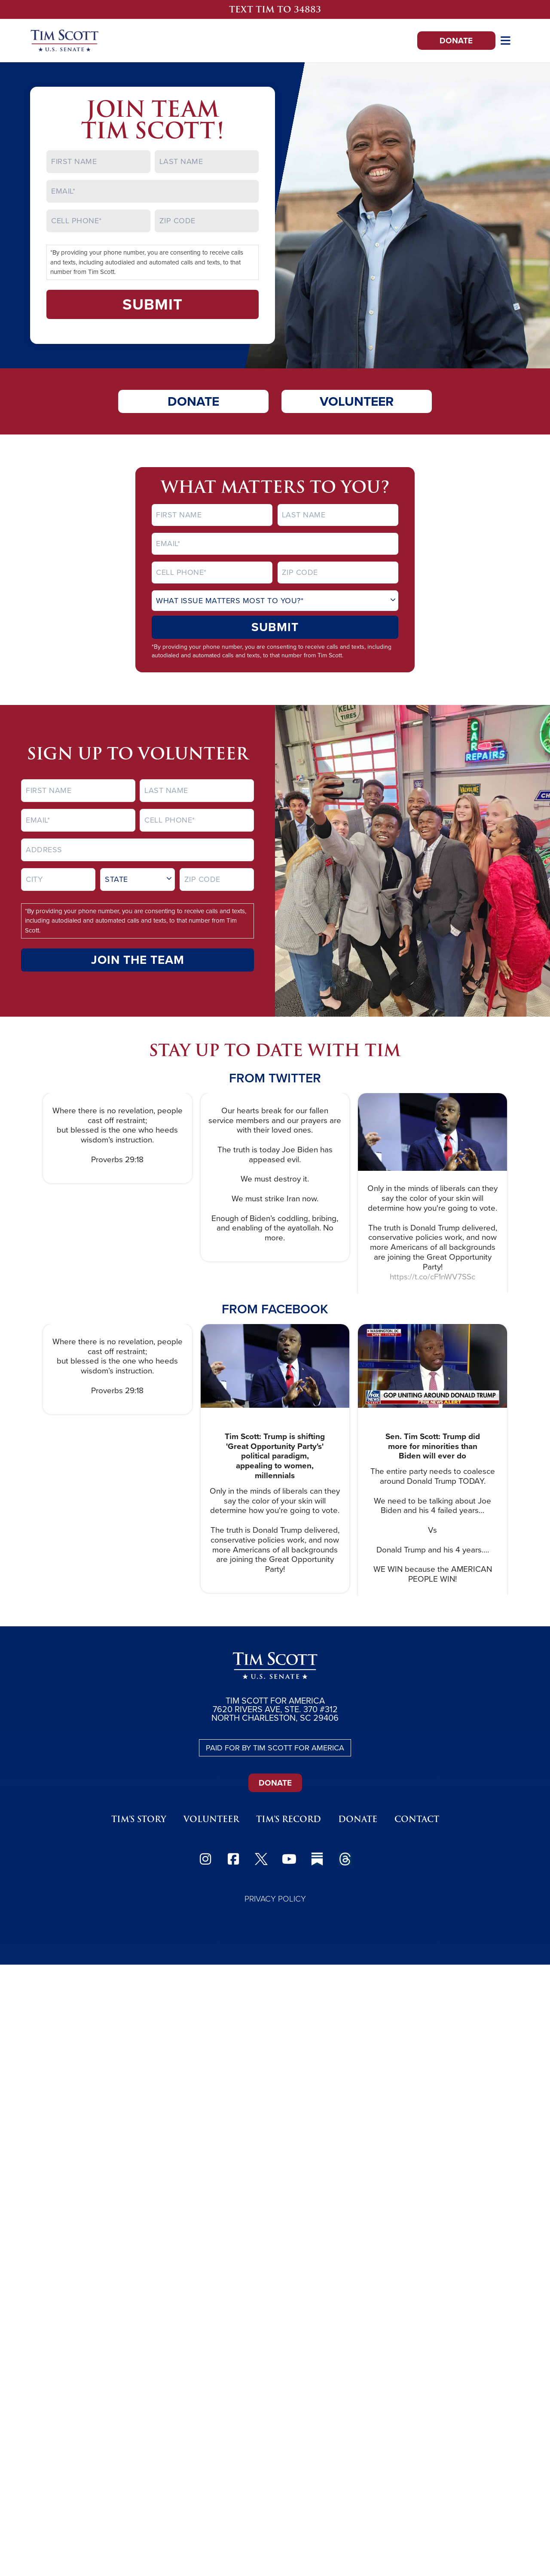 TEXT TIM TO 34883
TIM SCOTT
★ U.S. SENATE ★
DONATE
JOIN TEAM
TIM SCOTT!
FIRST NAME
LAST NAME
EMAIL*
CELL PHONE*
ZIP CODE
*By providing your phone number, you are consenting to receive calls
and texts, including autodialed and automated calls and texts, to that
number from Tim Scott.
SUBMIT
DONATE
VOLUNTEER
WHAT MATTERS TO YOU?
FIRST NAME
LAST NAME
EMAIL*
CELL PHONE*
ZIP CODE
WHAT ISSUE MATTERS MOST TO YOU?*
SUBMIT
*By providing your phone number, you are consenting to receive calls and texts, including
autodialed and automated calls and texts, to that number from Tim Scott.
SIGN UP TO VOLUNTEER
FIRST NAME
LAST NAME
EMAIL*
CELL PHONE*
ADDRESS
CITY
STATE
ZIP CODE
*By providing your phone number, you are consenting to receive calls and texts,
including autodialed and automated calls and texts, to that number from Tim
Scott.
JOIN THE TEAM
KELLY
TIRES
CAR
REPAIRS
VALVOLINE
STAY UP TO DATE WITH TIM
FROM TWITTER
Where there is no revelation, people
cast off restraint;
but blessed is the one who heeds
wisdom's instruction.
Proverbs 29:18
Our hearts break for our fallen
service members and our prayers are
with their loved ones.
The truth is today Joe Biden has
appeased evil.
We must destroy it.
We must strike Iran now.
Enough of Biden's coddling, bribing,
and enabling of the ayatollah. No
more.
Only in the minds of liberals can they
say the color of your skin will
determine how you're going to vote.
The truth is Donald Trump delivered,
conservative policies work, and now
more Americans of all backgrounds
are joining the Great Opportunity
Party!
https://t.co/cF1nWV7SSc
FROM FACEBOOK
Where there is no revelation, people
cast off restraint;
but blessed is the one who heeds
wisdom's instruction.
Proverbs 29:18
Tim Scott: Trump is shifting
'Great Opportunity Party's'
political paradigm,
appealing to women,
millennials
Only in the minds of liberals can they
say the color of your skin will
determine how you're going to vote.
The truth is Donald Trump delivered,
conservative policies work, and now
more Americans of all backgrounds
are joining the Great Opportunity
Party!
WASHINGTON, DC
FOX NEWS
GOP UNITING AROUND DONALD TRUMP
Sen. Tim Scott: Trump did
more for minorities than
Biden will ever do
The entire party needs to coalesce
around Donald Trump TODAY.
We need to be talking about Joe
Biden and his 4 failed years...
Vs
Donald Trump and his 4 years....
WE WIN because the AMERICAN
PEOPLE WIN!
TIM SCOTT
★ U.S. SENATE ★
TIM SCOTT FOR AMERICA
7620 RIVERS AVE, STE. 370 #312
NORTH CHARLESTON, SC 29406
PAID FOR BY TIM SCOTT FOR AMERICA
DONATE
TIM'S STORY
VOLUNTEER
TIM'S RECORD
DONATE
CONTACT
PRIVACY POLICY